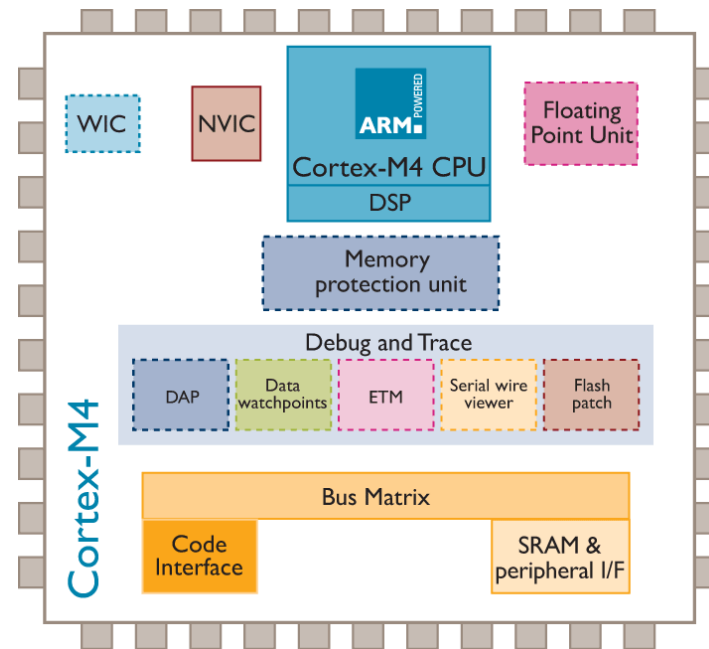 WIC
NVIC
ARM
POWERED
Cortex-M4 CPU
DSP
Floating
Point Unit
Memory
protection unit
Debug and Trace
DAP
Data
watchpoints
ETM
Serial wire
viewer
Flash
patch
Cortex-M4
Bus Matrix
Code
Interface
SRAM &
peripheral I/F